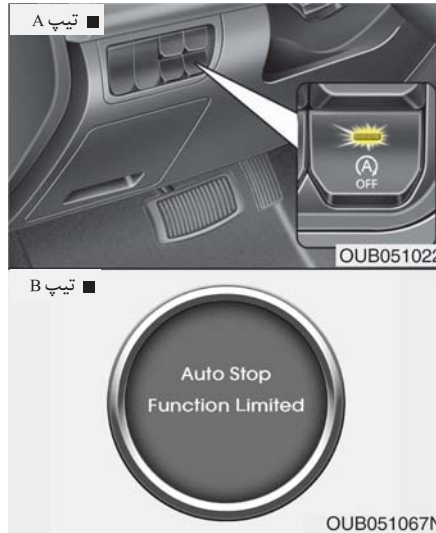 ■ تیپ A
(A)
OFF
OUB051022
■ تیپ B
Auto Stop
Function Limited
OUB051067N